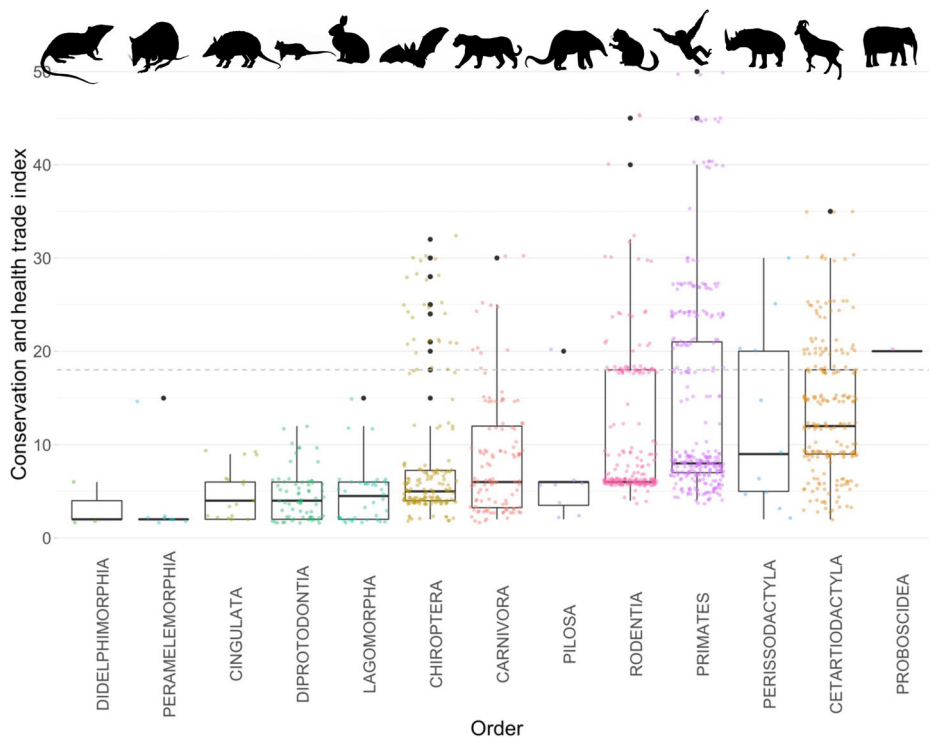 Conservation and health trade index
50
40
30
20
10
0
DIDELPHIMORPHIA
PERAMELEMORPHIA
CINGULATA
DIPROTODONTIA
LAGOMORPHA
CHIROPTERA
CARNIVORA
PILOSA
RODENTIA
PRIMATES
PERISSODACTYLA
CETARTIODACTYLA
PROBOSCIDEA
Order